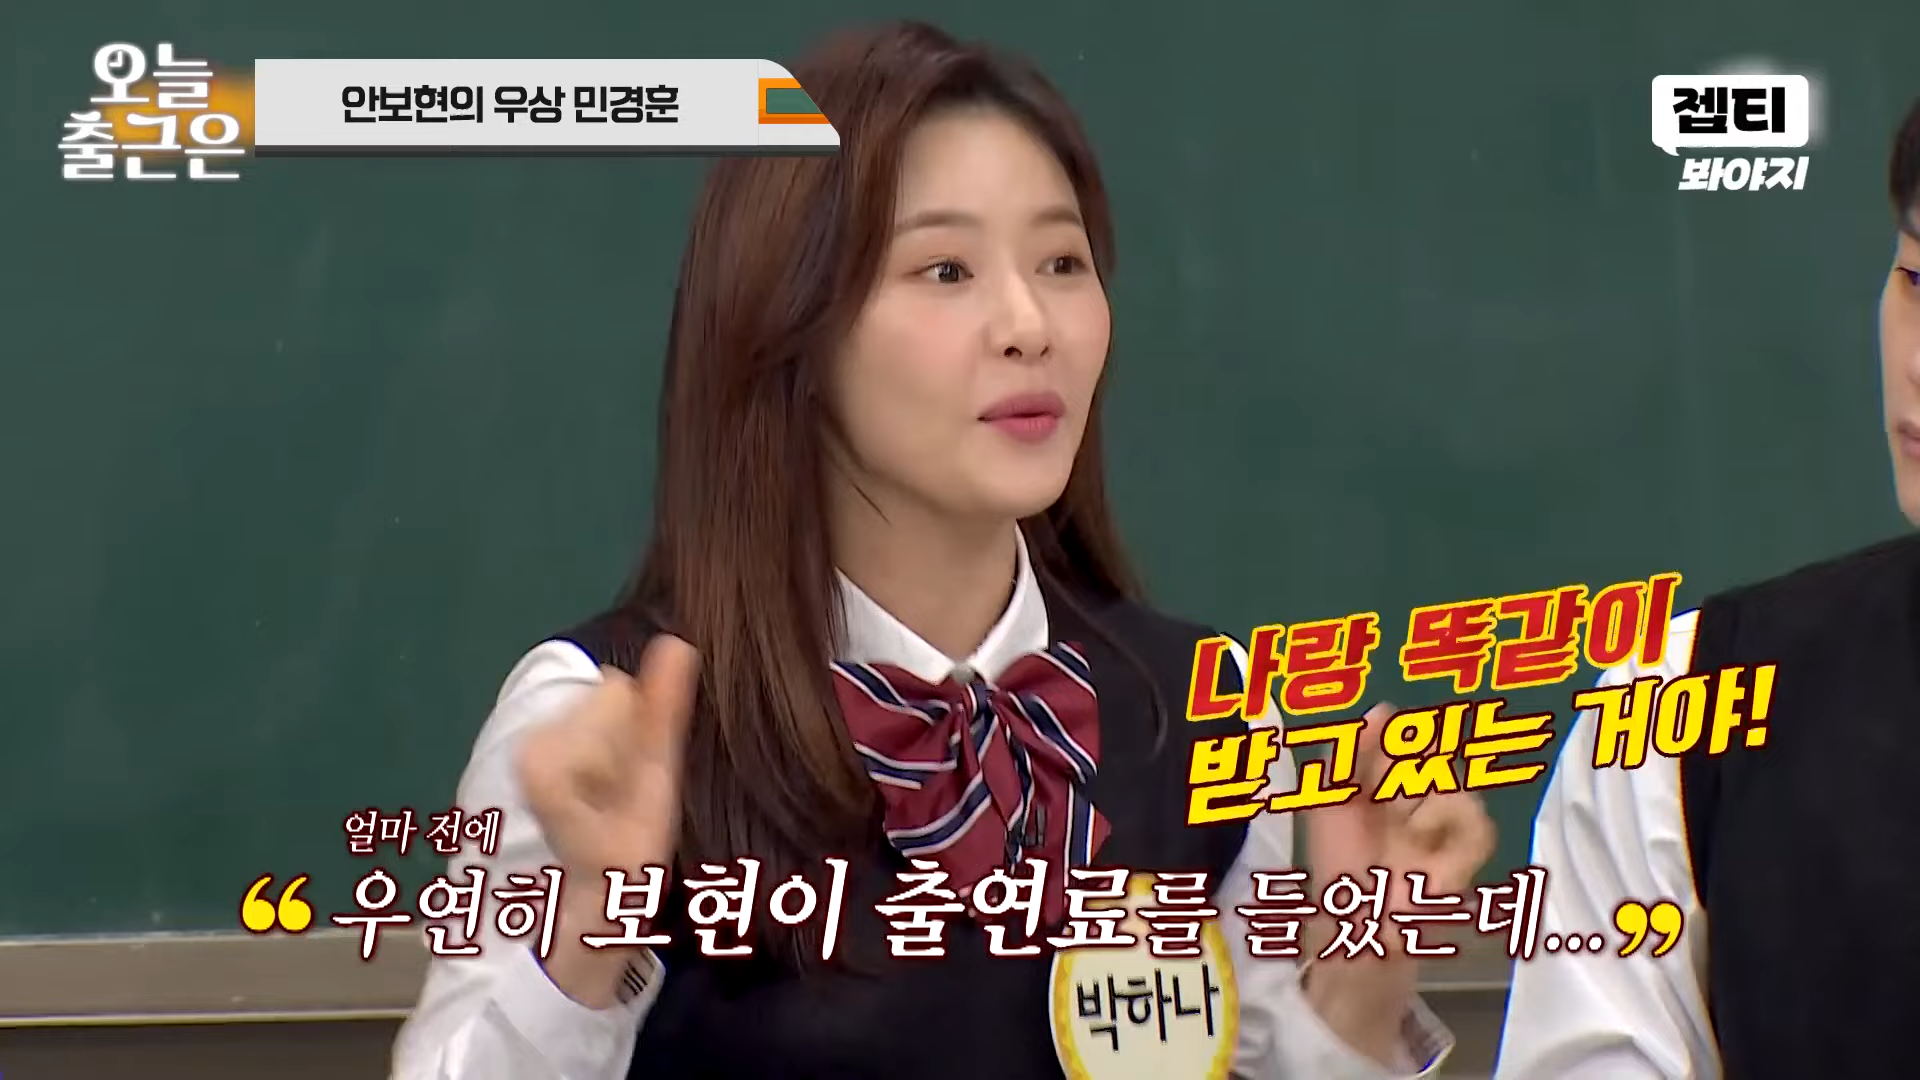 오늘
출근은
안보현의 우상 민경훈
젭티
봐야지
나랑 똑같이
받고 있는 거야!
얼마 전에
“우연히 보현이 출연료를 들었는데...”
박하나